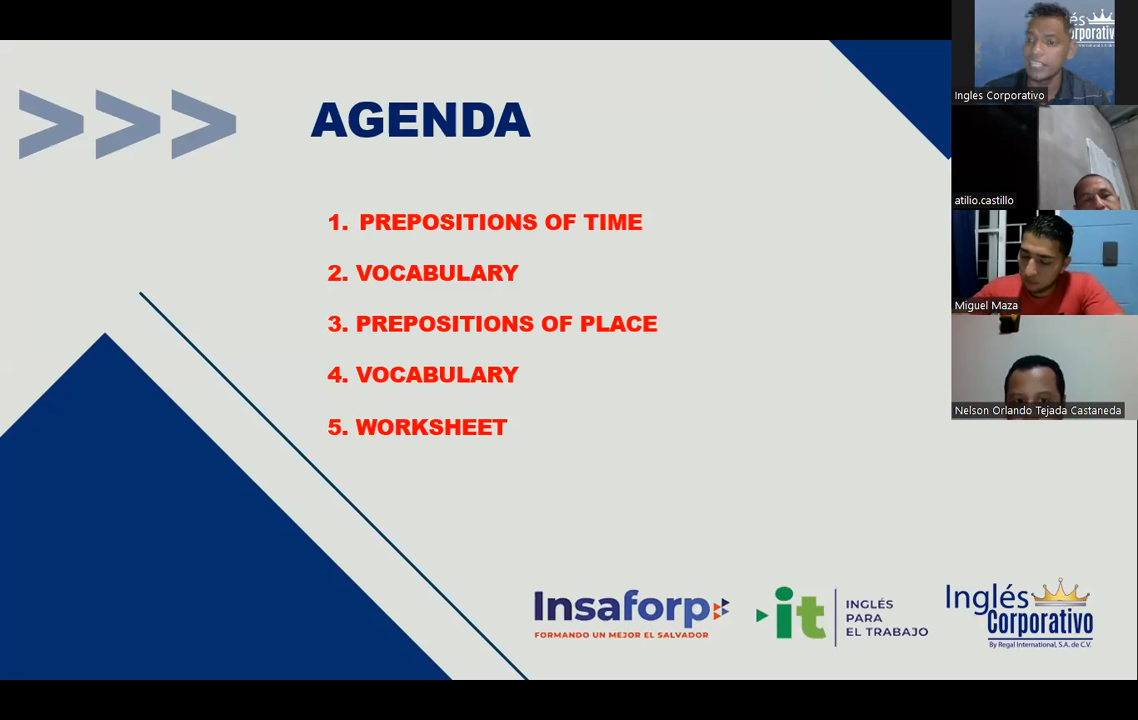 >>>
AGENDA
1. PREPOSITIONS OF TIME
2. VOCABULARY
3. PREPOSITIONS OF PLACE
4. VOCABULARY
5. WORKSHEET
Insaforp
FORMANDO UN MEJOR EL SALVADOR
it
INGLÉS
PARA
EL TRABAJO
Inglés
Corporativo
By Regal International, S.A. de C.V.
Ingles Corporativo
atilio.castillo
Miguel Maza
Nelson Orlando Tejada Castaneda